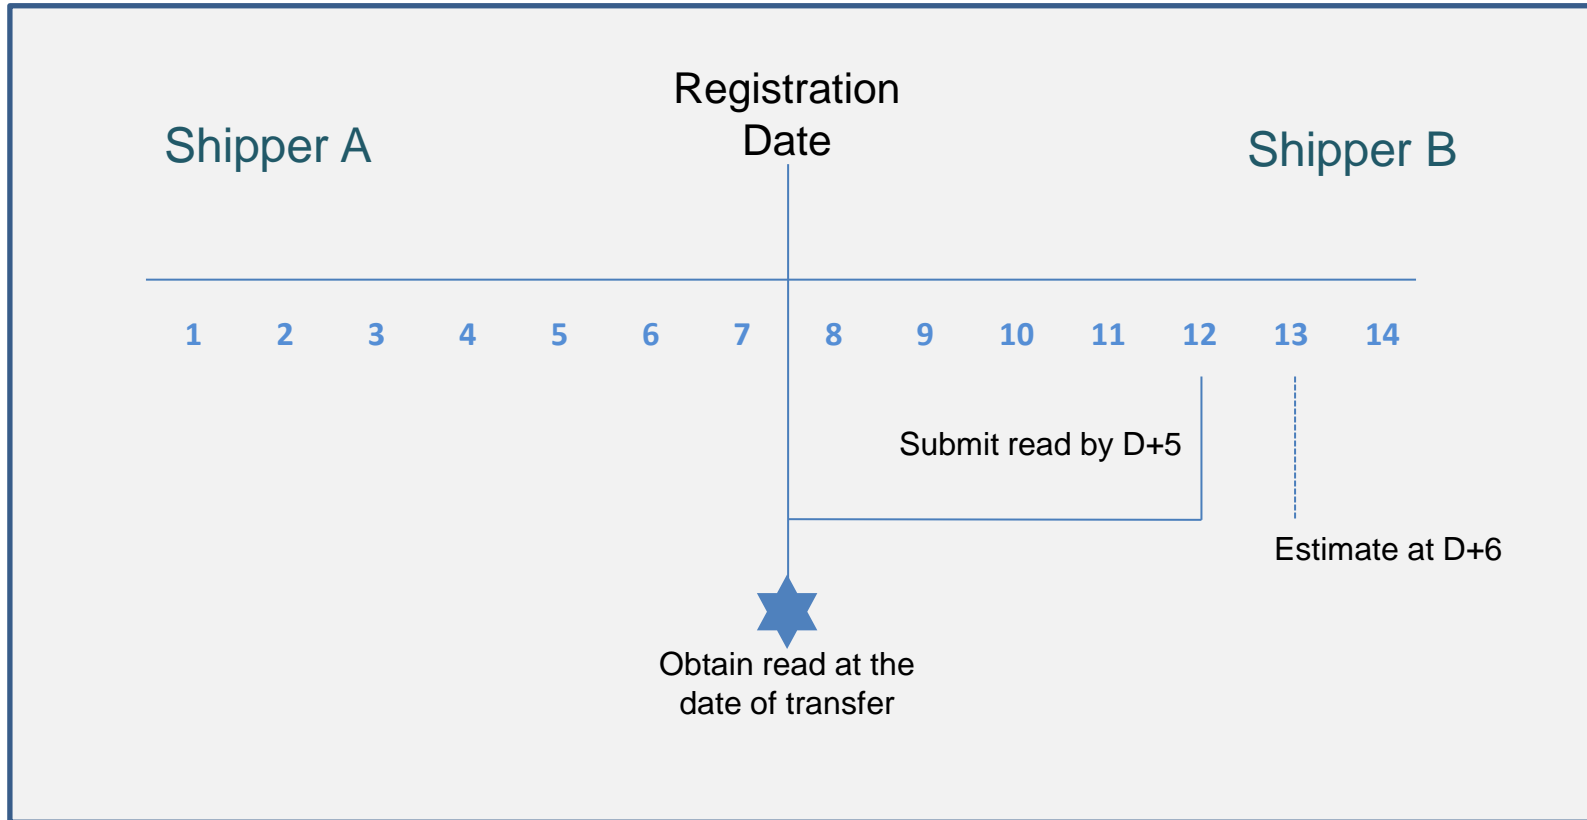 Registration
Date
Shipper A
Shipper B
1 2 3 4 5 6 7 8 9 10 11 12 13 14
Submit read by D+5
Estimate at D+6
Obtain read at the
date of transfer